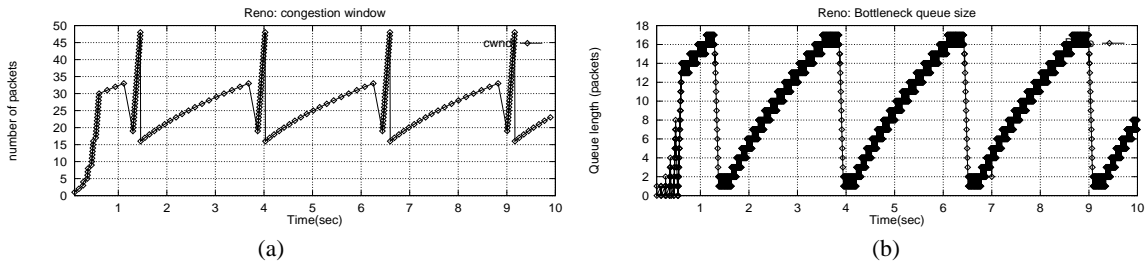 Reno: congestion window
number of packets
50
45
40
35
30
25
20
15
10
5
0
cwnd
1 2 3 4 5 6 7 8 9 10
Time(sec)
(a)
Reno: Bottleneck queue size
Queue length (packets)
18
16
14
12
10
8
6
4
2
0
1 2 3 4 5 6 7 8 9 10
Time(sec)
(b)